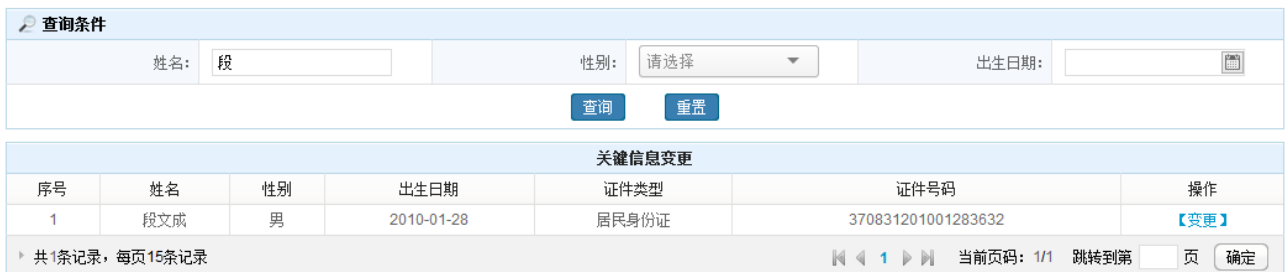 查询条件
姓名: 段 性别: 请选择 出生日期:
查询 重置
关键信息变更
序号 姓名 性别 出生日期 证件类型 证件号码 操作
1 段文成 男 2010-01-28 居民身份证 370831201001283632 【变更】
共1条记录，每页15条记录 1 当前页码: 1/1 跳转到第 页 确定